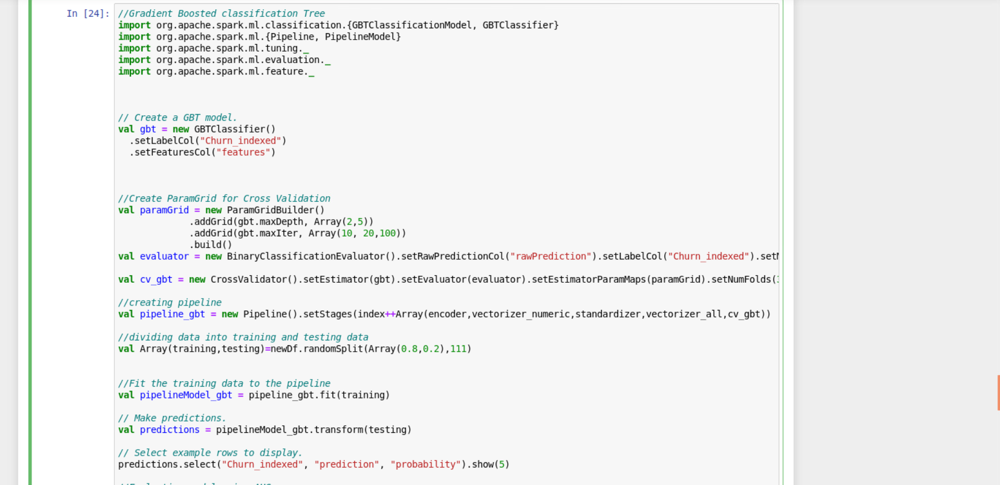 In [24]: //Gradient Boosted classification Tree
import org.apache.spark.ml.classification.{GBTClassificationModel, GBTClassifier}
import org.apache.spark.ml.{Pipeline, PipelineModel}
import org.apache.spark.ml.tuning._
import org.apache.spark.ml.evaluation._
import org.apache.spark.ml.feature._
// Create a GBT model.
val gbt = new GBTClassifier()
.setLabelCol("Churn_indexed")
.setFeaturesCol("features")
//Create ParamGrid for Cross Validation
val paramGrid = new ParamGridBuilder()
.addGrid(gbt.maxDepth, Array(2,5))
.addGrid(gbt.maxIter, Array(10, 20,100))
.build()
val evaluator = new BinaryClassificationEvaluator().setRawPredictionCol("rawPrediction").setLabelCol("Churn_indexed").set
val cv_gbt = new CrossValidator().setEstimator(gbt).setEvaluator(evaluator).setEstimatorParamMaps(paramGrid).setNumFolds(
//creating pipeline
val pipeline_gbt = new Pipeline().setStages(index++Array(encoder,vectorizer_numeric,standardizer,vectorizer_all,cv_gbt))
//dividing data into training and testing data
val Array(training,testing)=newDf.randomSplit(Array(0.8,0.2),111)
//Fit the training data to the pipeline
val pipelineModel_gbt = pipeline_gbt.fit(training)
// Make predictions.
val predictions = pipelineModel_gbt.transform(testing)
// Select example rows to display.
predictions.select("Churn_indexed", "prediction", "probability").show(5)